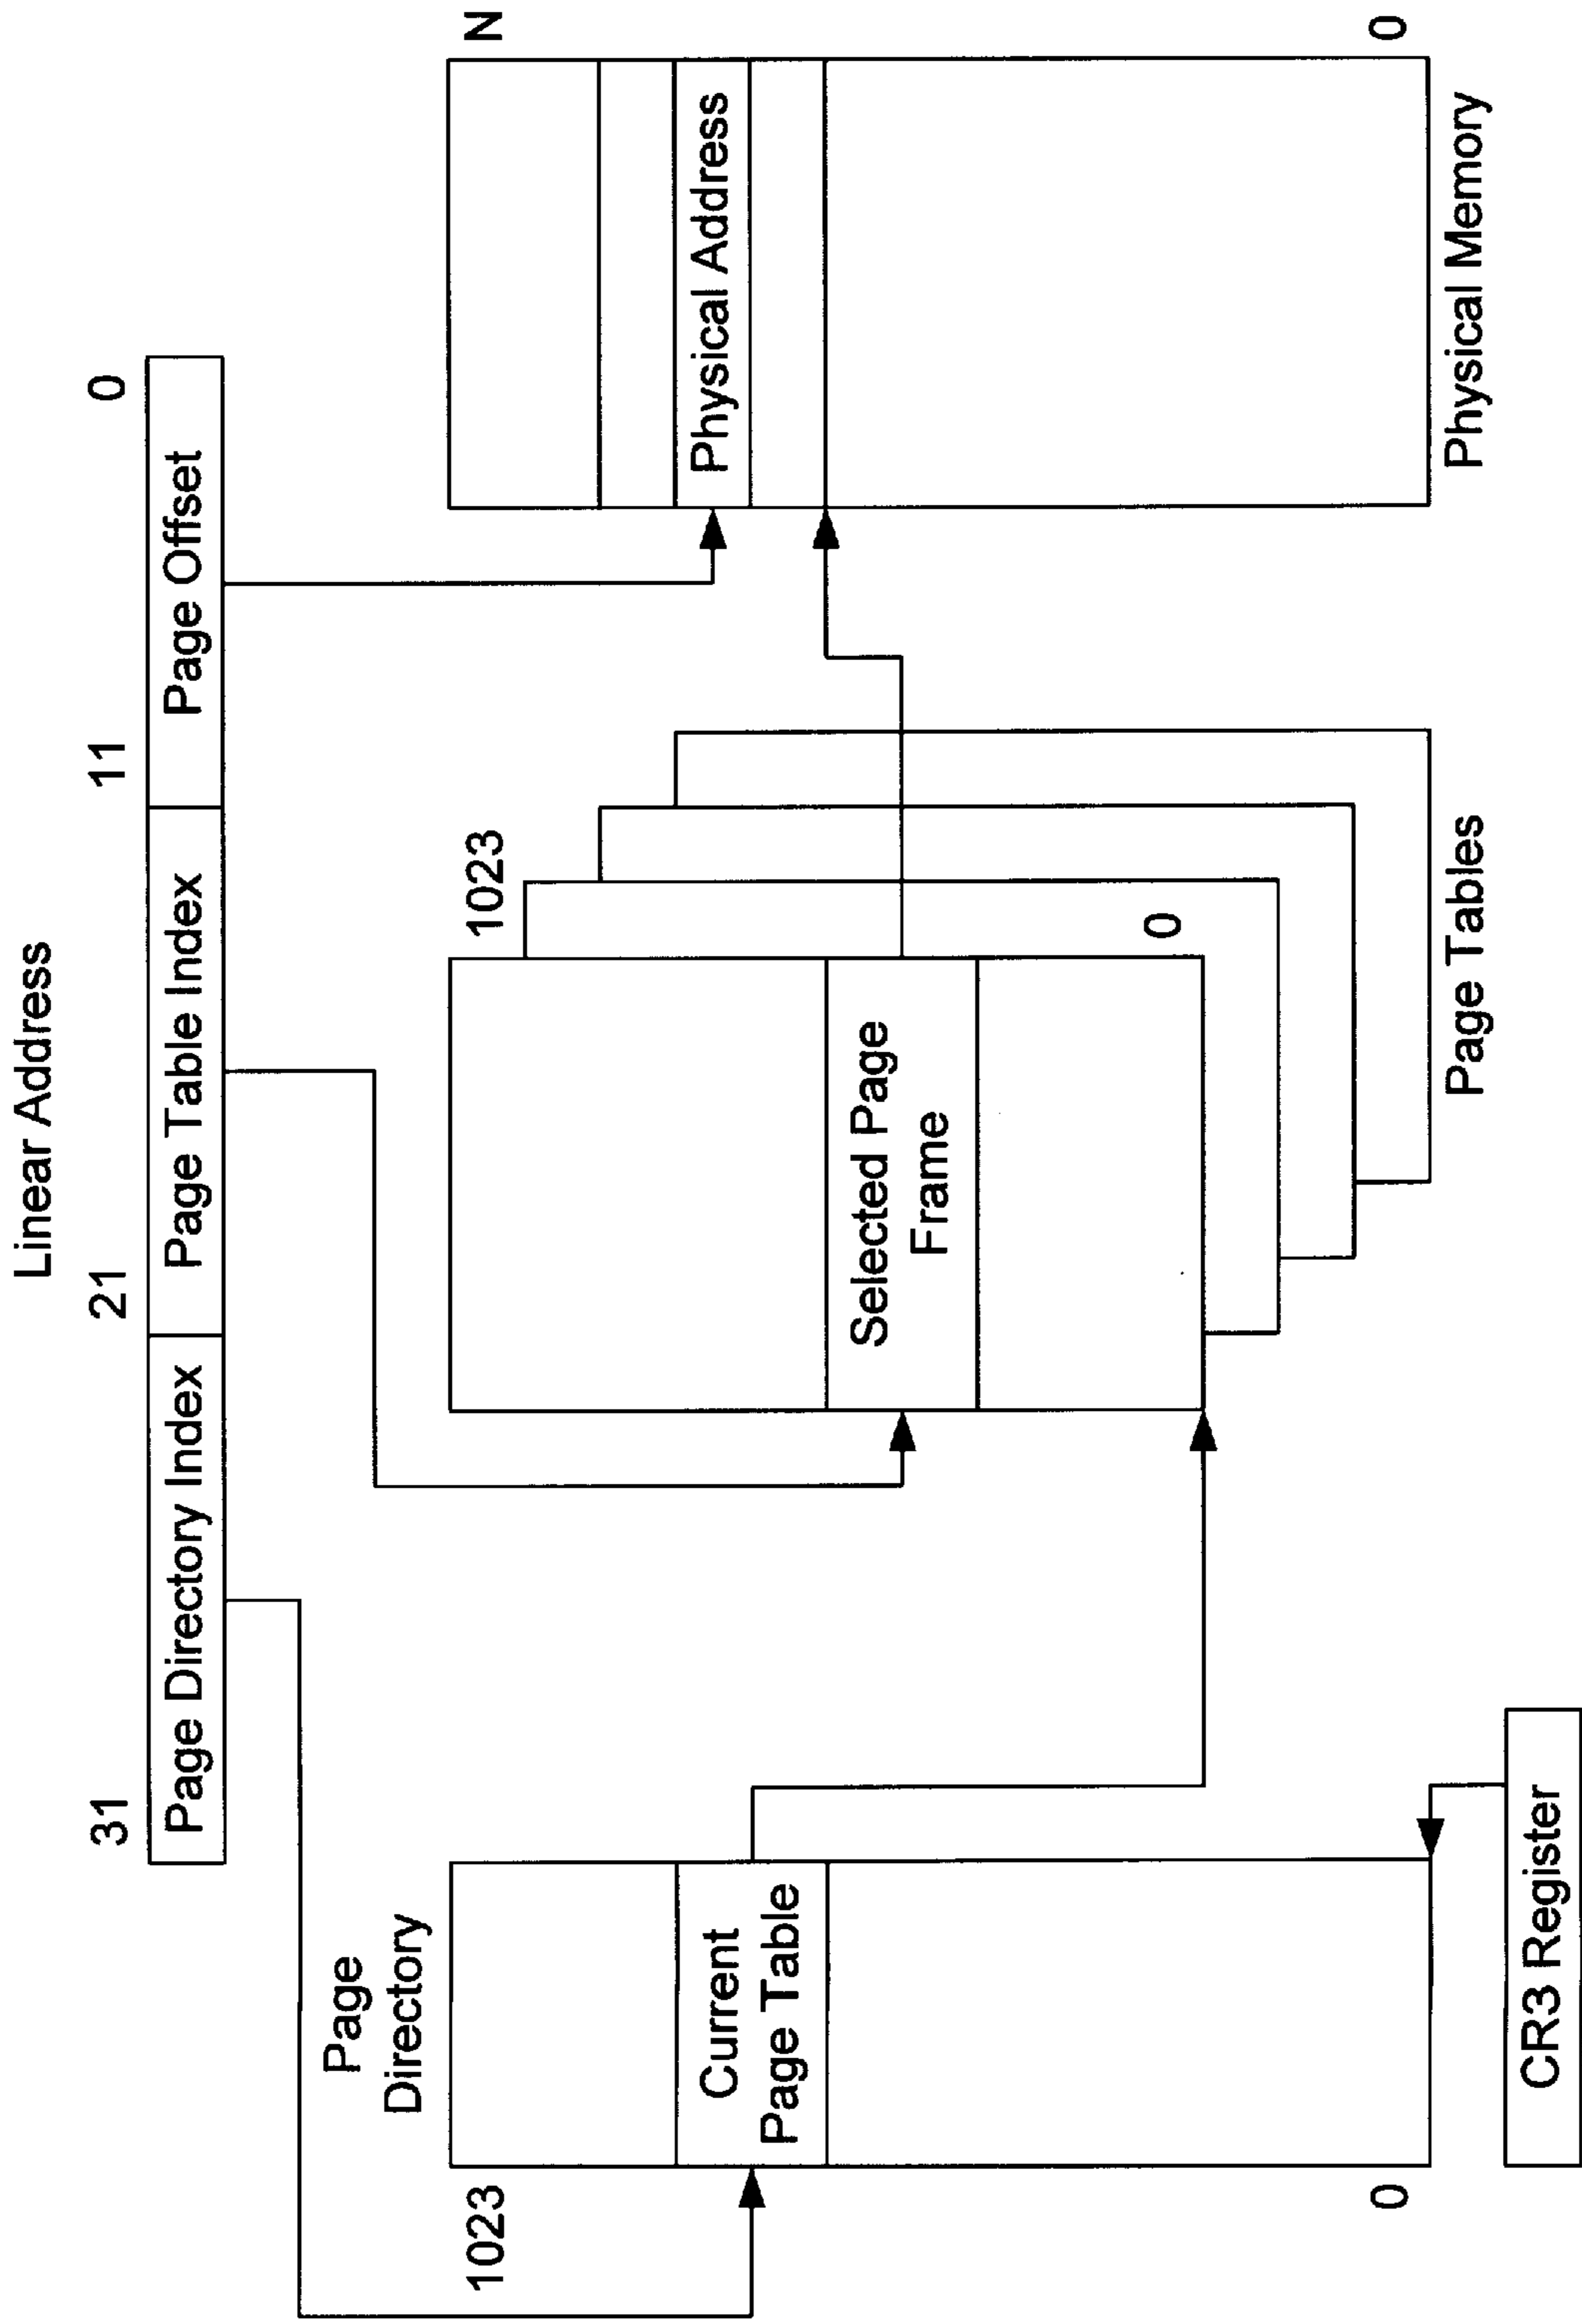 Linear Address
31
21
11
0
Page Directory Index
Page Table Index
Page Offset
Page
Directory
1023
Current
Page Table
0
CR3 Register
1023
Selected Page
Frame
0
Page Tables
N
Physical Address
0
Physical Memory